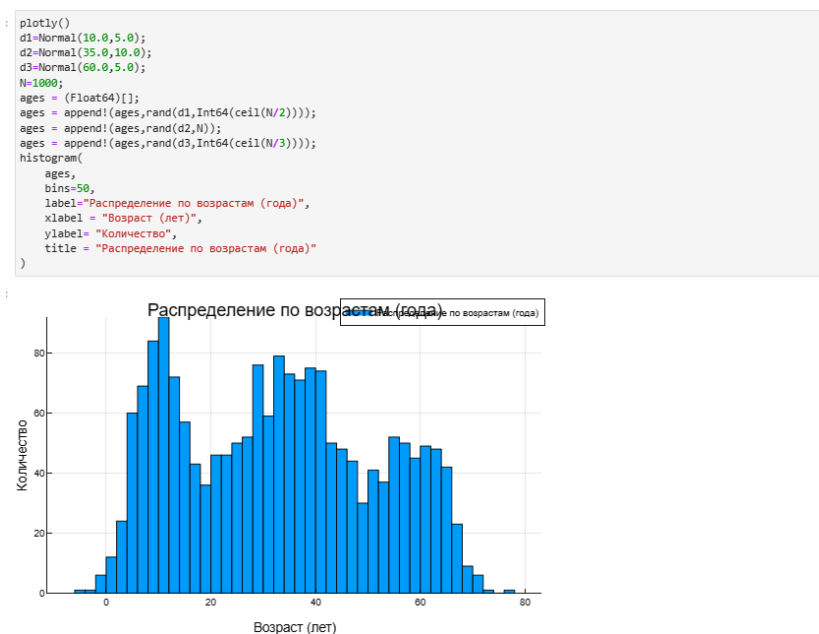 plotly()
d1=Normal(10.0,5.0);
d2=Normal(35.0,10.0);
d3=Normal(60.0,5.0);
N=1000;
ages = (Float64)[];
ages = append!(ages,rand(d1,Int64(ceil(N/2))));
ages = append!(ages,rand(d2,N));
ages = append!(ages,rand(d3,Int64(ceil(N/3))));
histogram(
    ages,
    bins=50,
    label="Распределение по возрастам (года)",
    xlabel = "Возраст (лет)",
    ylabel= "Количество",
    title = "Распределение по возрастам (года)"
)
Распределение по возрастам (года)
Распределение по возрастам (года)
Количество
80
60
40
20
0
0 20 40 60 80
Возраст (лет)